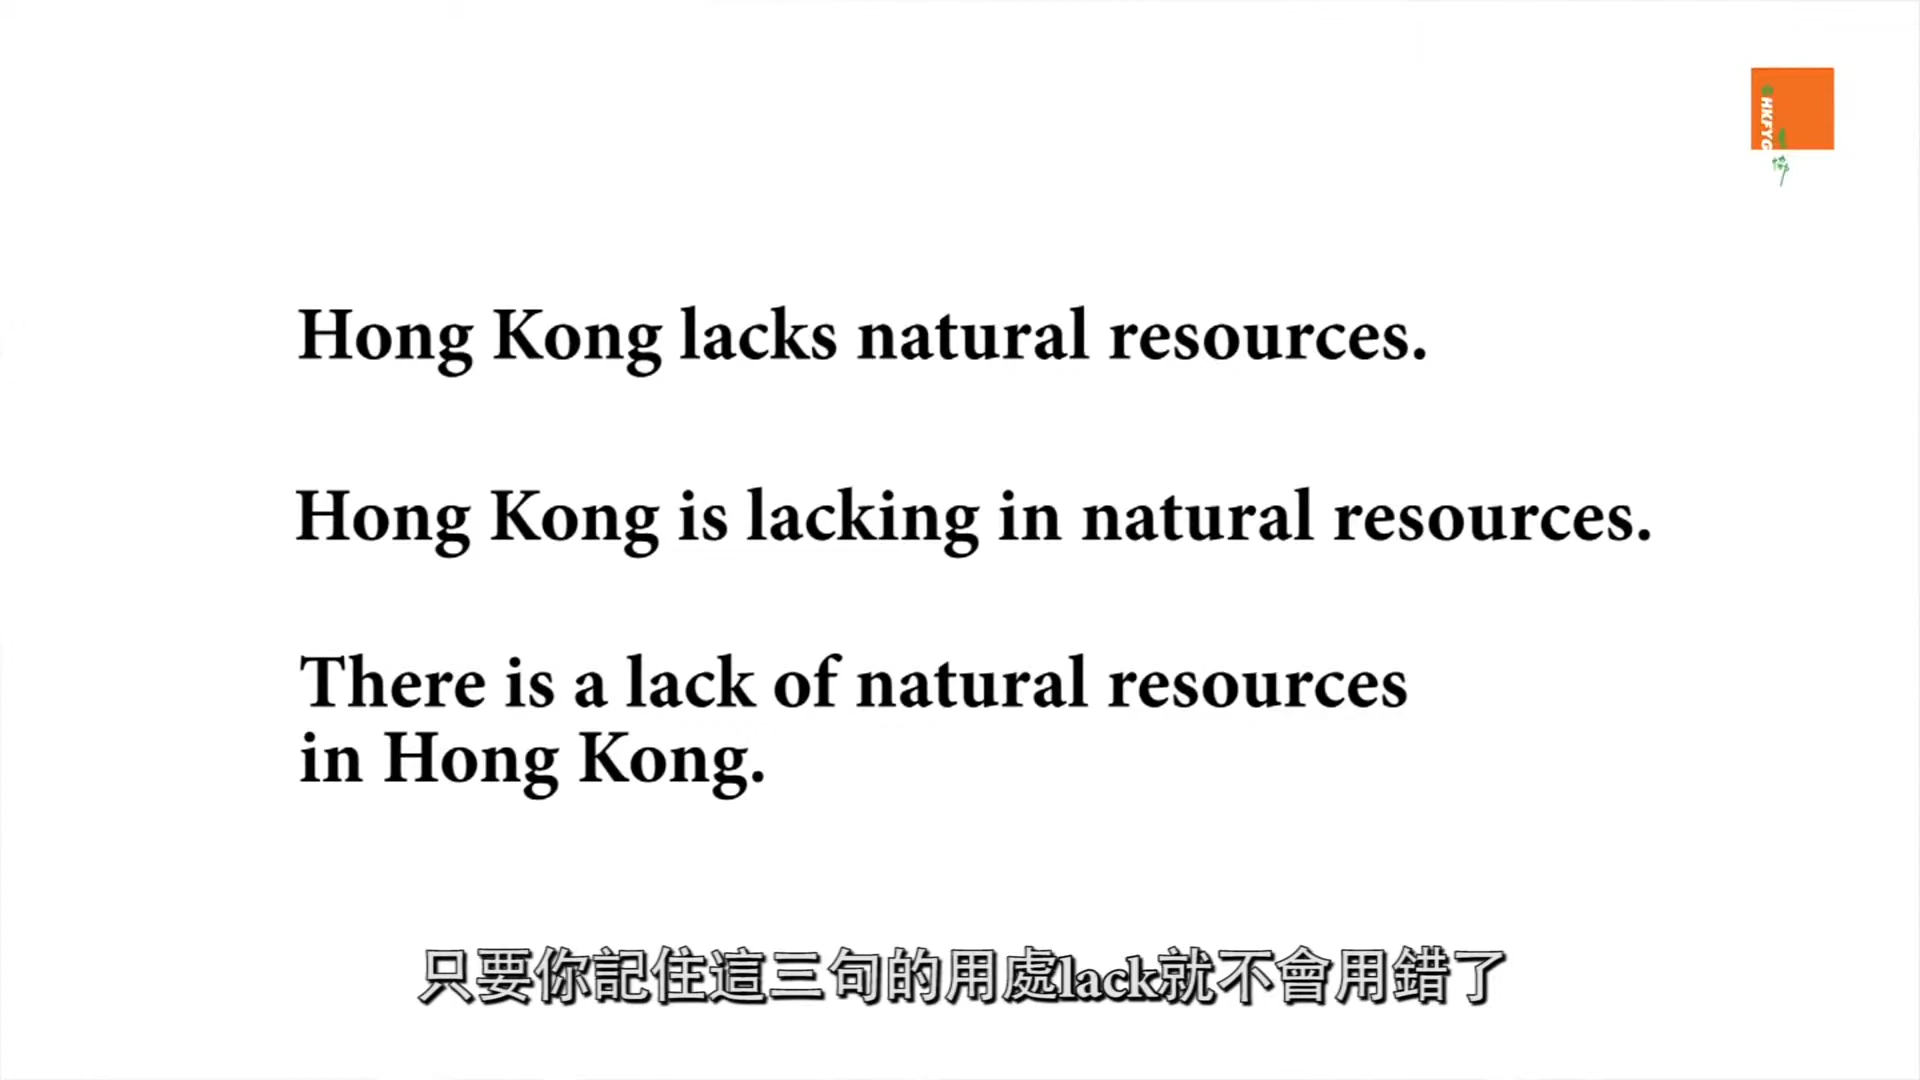 HKFYG
Hong Kong lacks natural resources.
Hong Kong is lacking in natural resources.
There is a lack of natural resources
in Hong Kong.
只要你記住這三句的用處lack就不會用錯了